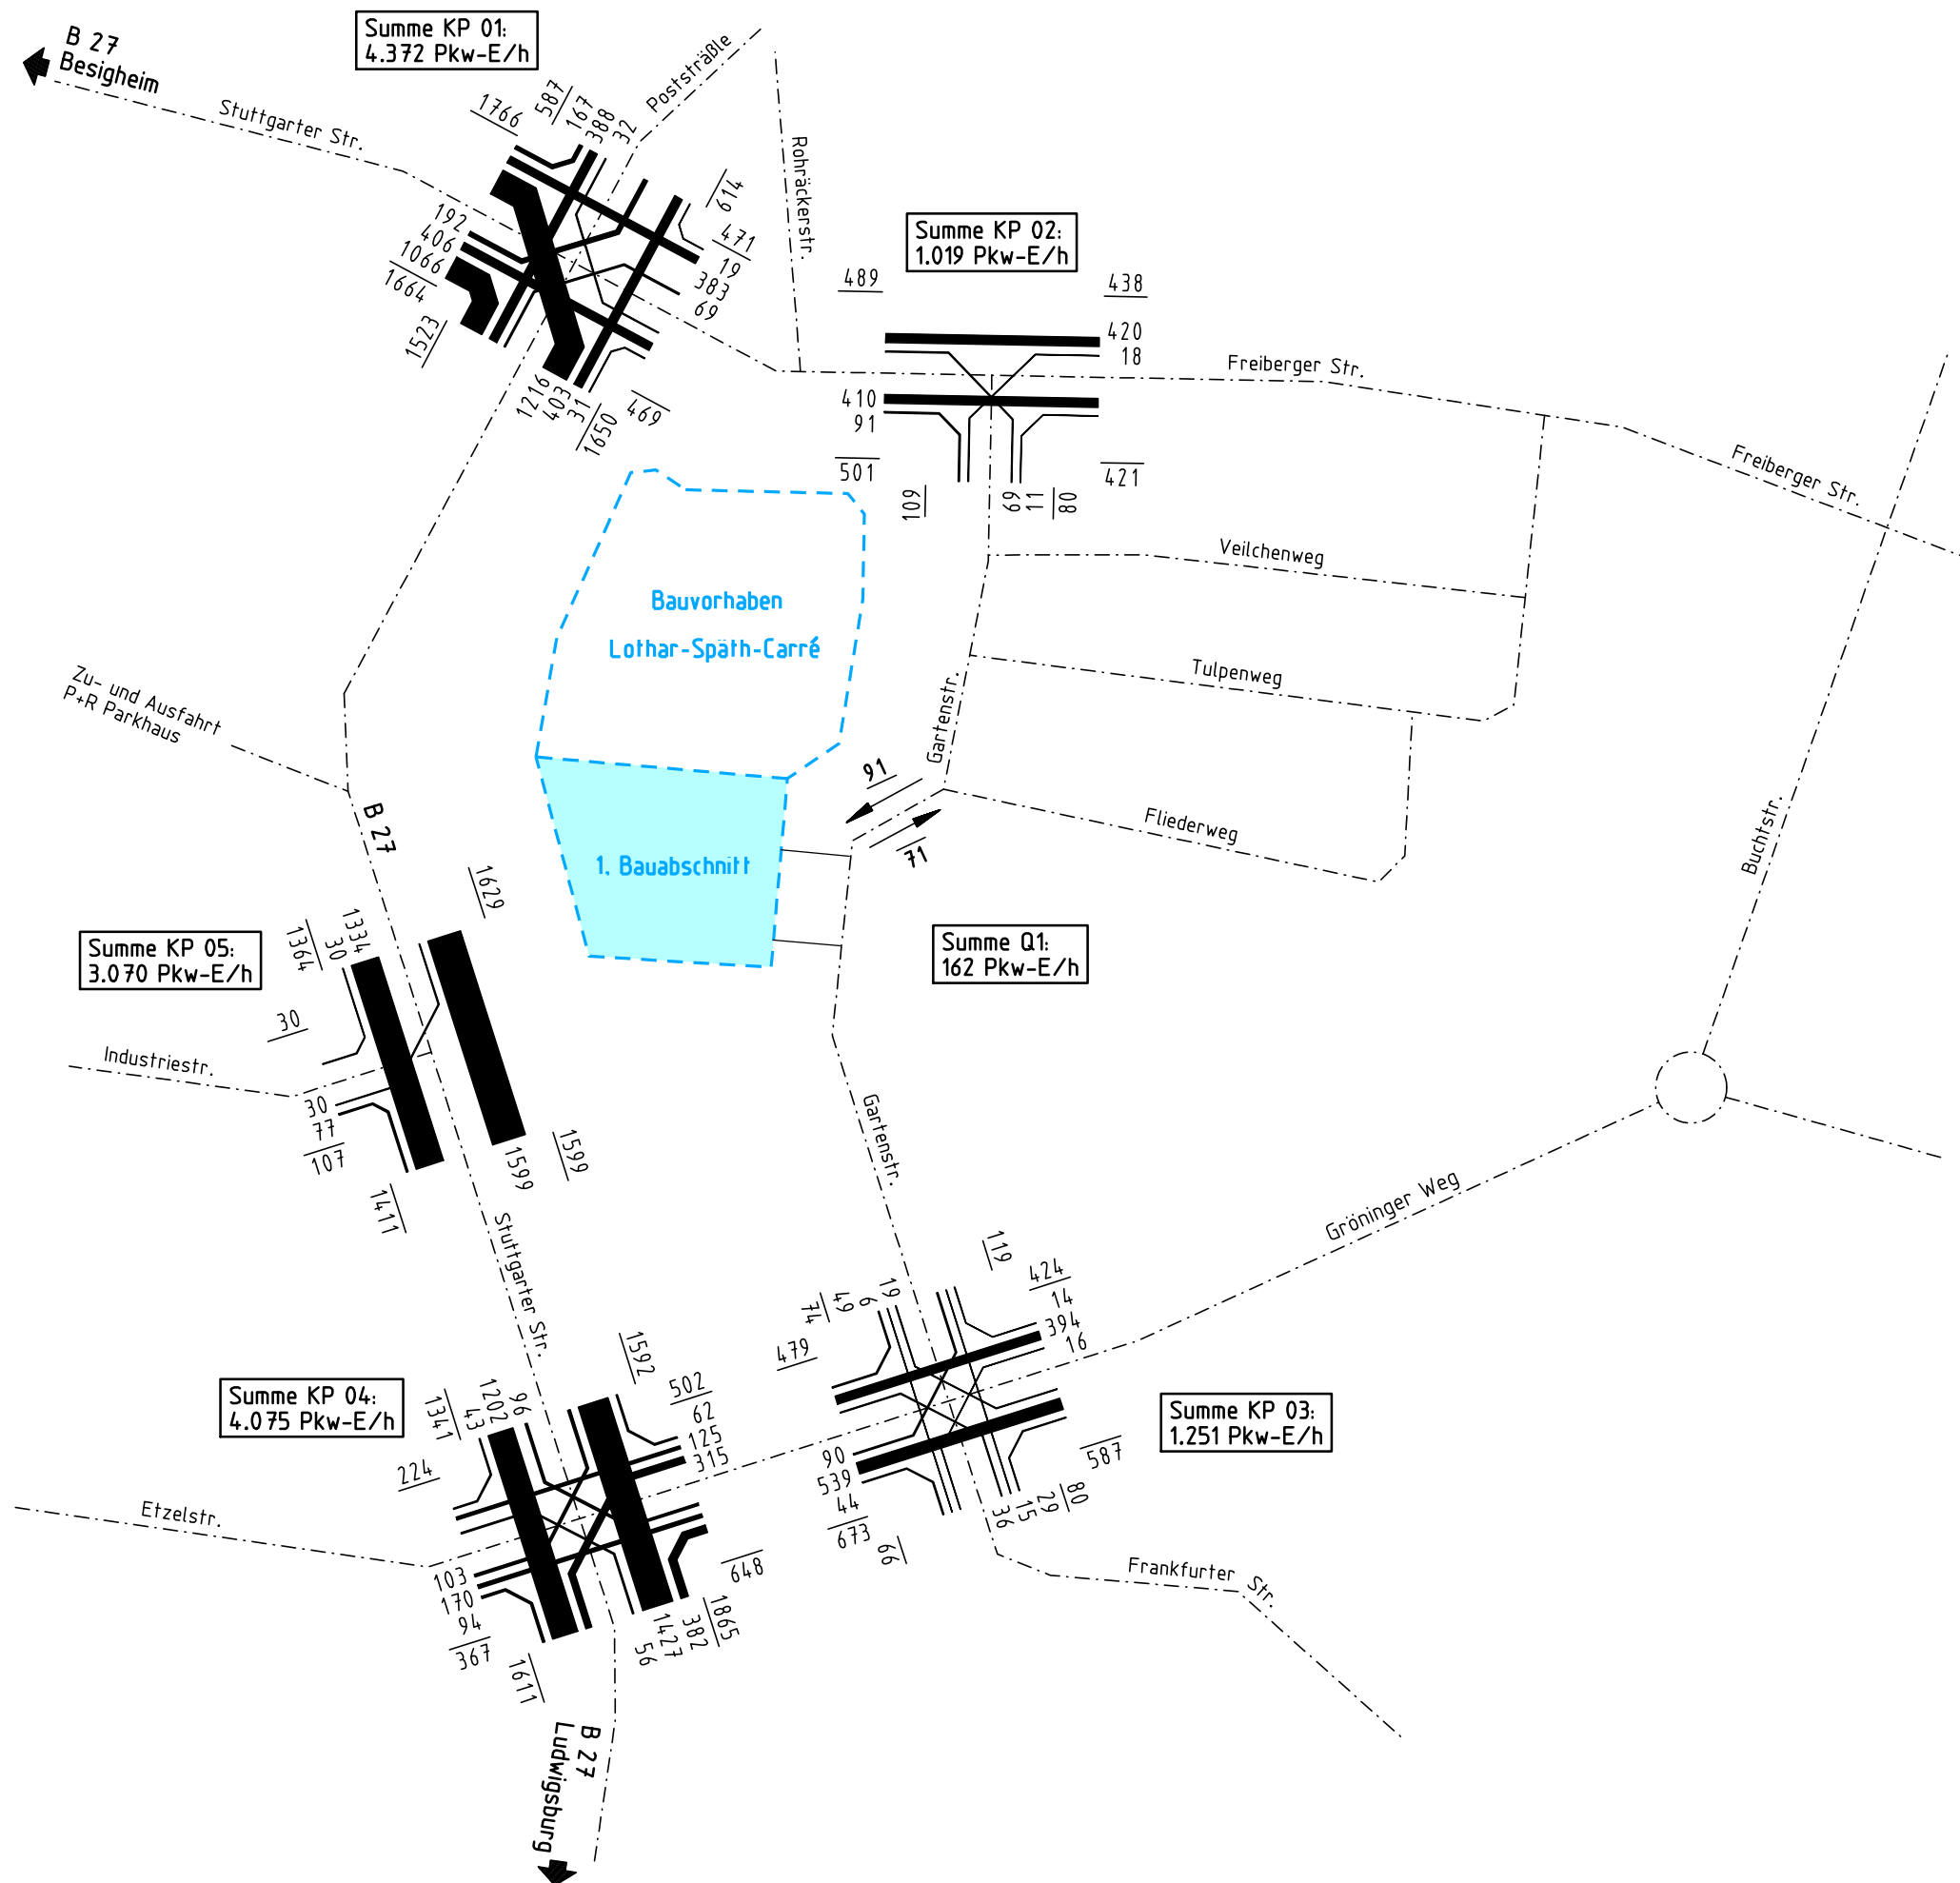 B 27
Besigheim
Summe KP 01:
4.372 Pkw-E/h
Stuttgarter Str.
Poststräßle
Rohräckerstr.
1766
587
167
388
32
614
471
19
383
69
192
406
1066
1664
1523
1216
403
31
1650
469
Summe KP 02:
1.019 Pkw-E/h
489
438
420
18
410
91
501
421
109
69
11
80
Freiberger Str.
Freiberger Str.
Veilchenweg
Tulpenweg
Fliederweg
Buchtstr.
Gartenstr.
Bauvorhaben
Lothar-Späth-Carré
1. Bauabschnitt
91
71
Zu- und Ausfahrt
P+R Parkhaus
B 27
Summe Q1:
162 Pkw-E/h
Summe KP 05:
3.070 Pkw-E/h
1629
1334
30
1364
30
Industriestr.
30
77
107
1411
1599
1599
Gartenstr.
Stuttgarter Str.
Gröninger Weg
119
424
14
394
16
19
6
49
74
479
90
539
44
673
66
36
15
29
80
587
Summe KP 03:
1.251 Pkw-E/h
Summe KP 04:
4.075 Pkw-E/h
1592
502
62
125
315
96
1202
43
1341
224
Etzelstr.
103
170
94
367
1611
56
1427
382
1865
648
Frankfurter Str.
B 27
Ludwigsburg